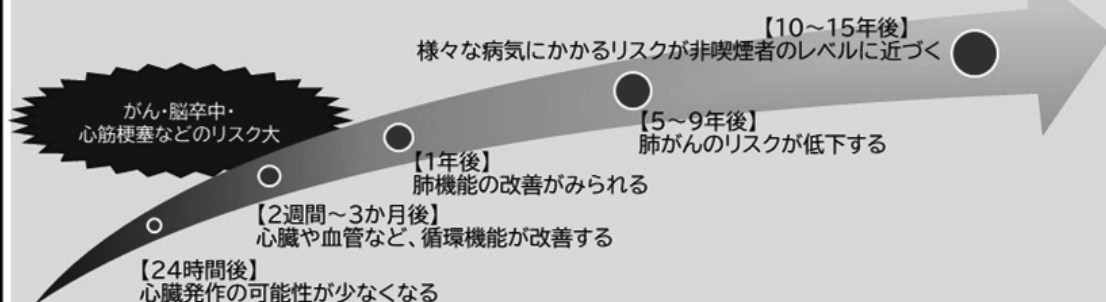 がん・脳卒中・
心筋梗塞などのリスク大
【24時間後】
心臓発作の可能性が少なくなる
【2週間～3か月後】
心臓や血管など、循環機能が改善する
【1年後】
肺機能の改善がみられる
【5～9年後】
肺がんのリスクが低下する
【10～15年後】
様々な病気にかかるリスクが非喫煙者のレベルに近づく